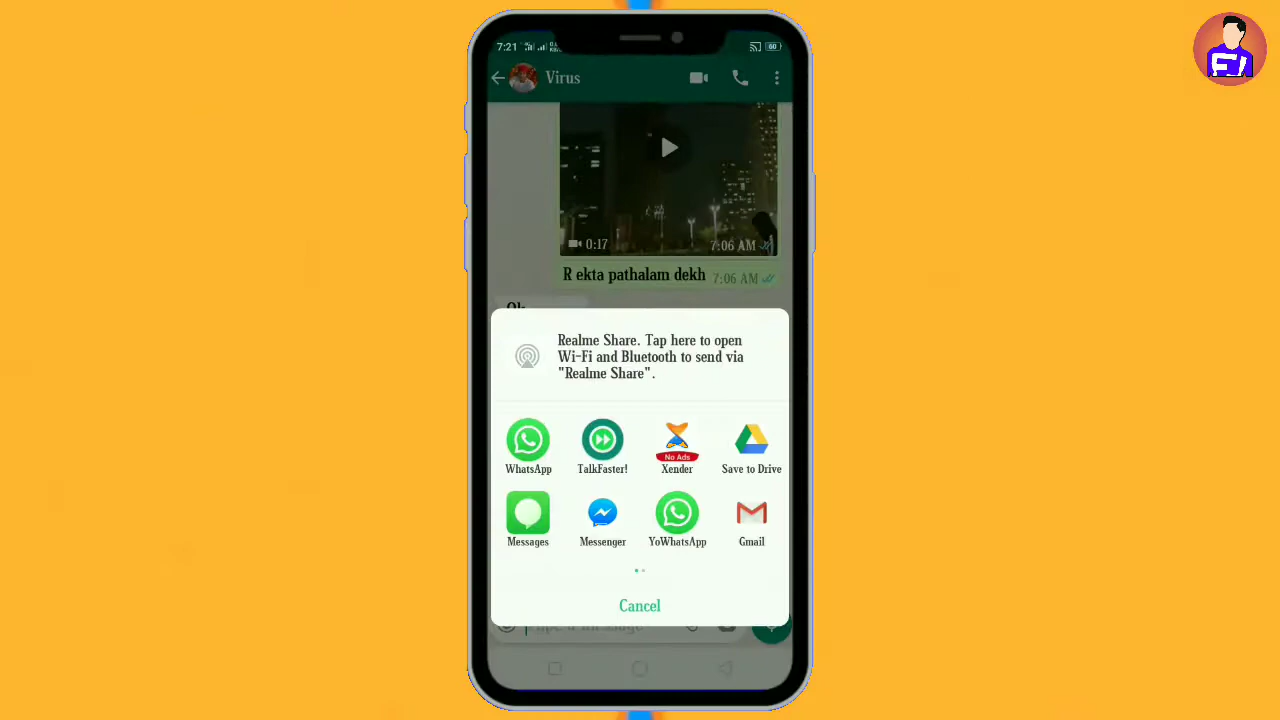 7:21
60
FJ
Virus
0:17
7:06 AM
R ekta pathalam dekh 7:06 AM
Realme Share. Tap here to open
Wi-Fi and Bluetooth to send via
"Realme Share".
No Ads
WhatsApp TalkFaster! Xender Save to Drive
Messages Messenger YoWhatsApp Gmail
Cancel